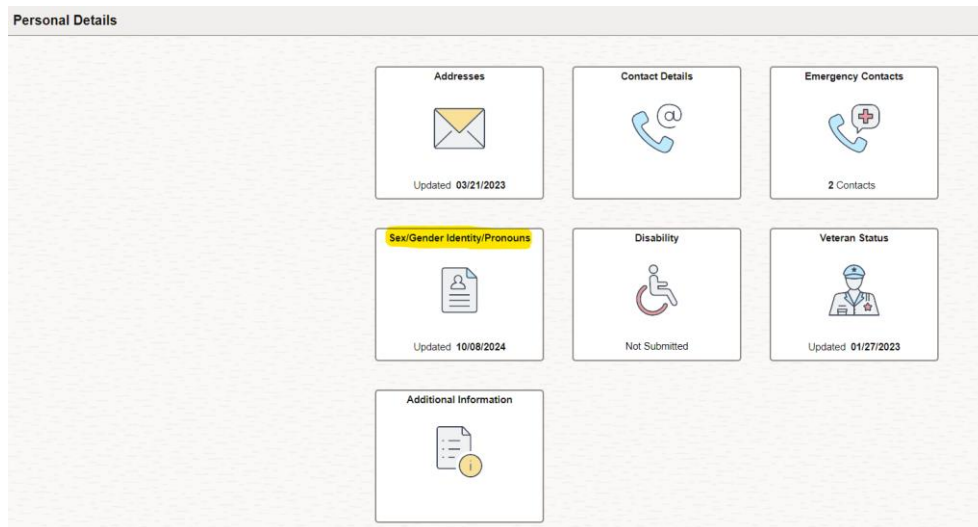 Personal Details
Addresses
Contact Details
Emergency Contacts
@
Updated 03/21/2023
2 Contacts
Sex/Gender Identity/Pronouns
Disability
Veteran Status
Updated 10/08/2024
Not Submitted
Updated 01/27/2023
Additional Information
i